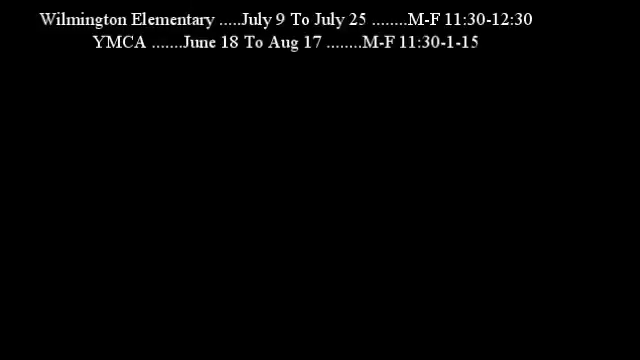 Wilmington Elementary .....July 9 To July 25 ........M-F 11:30-12:30
YMCA .......June 18 To Aug 17 ........M-F 11:30-1-15